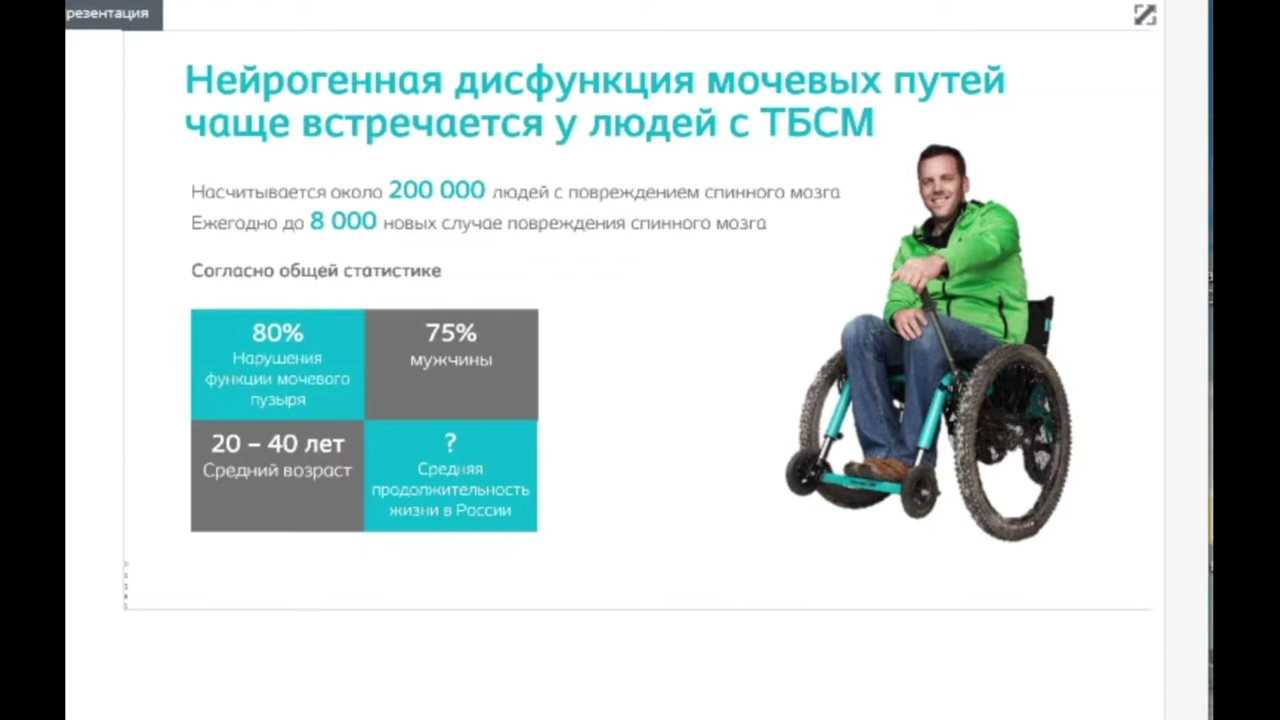 резентация
Нейрогенная дисфункция мочевых путей
чаще встречается у людей с ТБСМ
Насчитывается около 200 000 людей с повреждением спинного мозга
Ежегодно до 8 000 новых случае повреждения спинного мозга
Согласно общей статистике
80%
Нарушения
функции мочевого
пузыря
75%
мужчины
20 – 40 лет
Средний возраст
?
Средняя
продолжительность
жизни в России